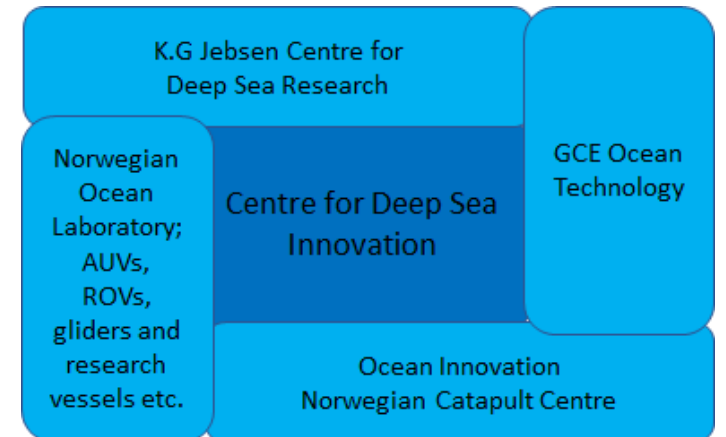 K.G Jebsen Centre for
Deep Sea Research
GCE Ocean
Technology
Norwegian
Ocean
Laboratory;
AUVs,
ROVs,
gliders and
research
vessels etc.
Centre for Deep Sea
Innovation
Ocean Innovation
Norwegian Catapult Centre